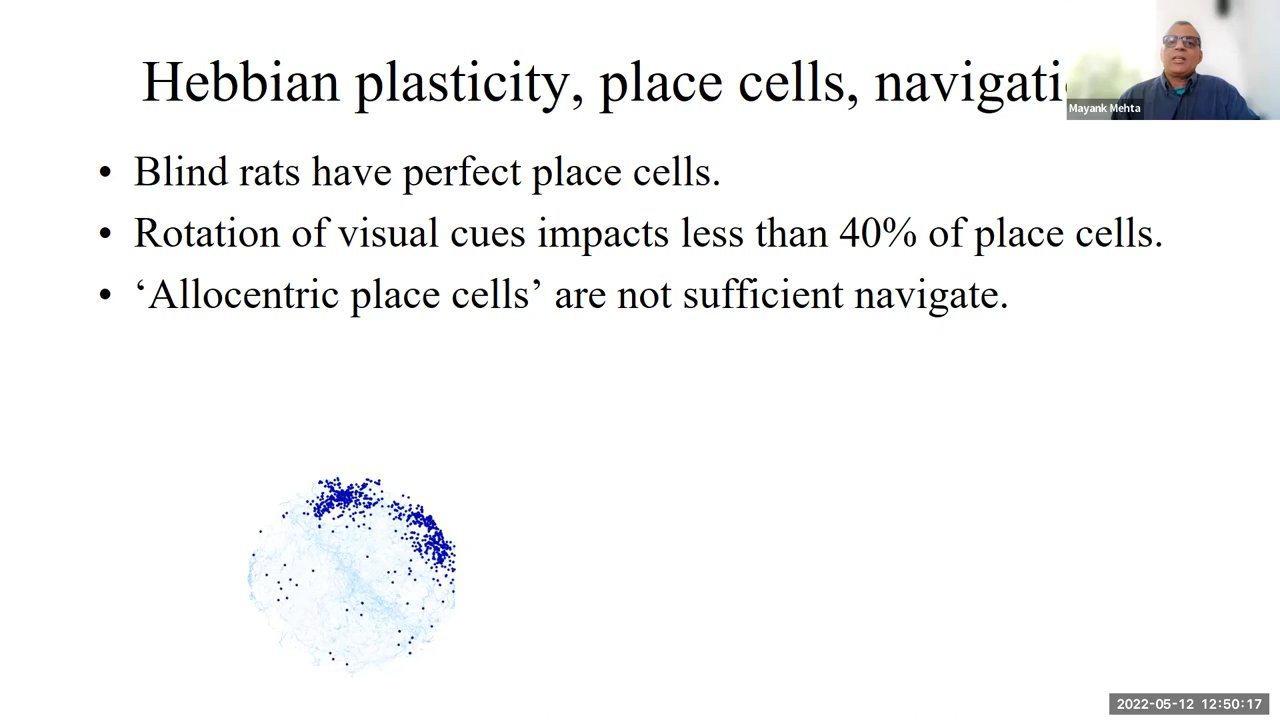 Hebbian plasticity, place cells, navigati
Mayank Mehta
• Blind rats have perfect place cells.
• Rotation of visual cues impacts less than 40% of place cells.
• ‘Allocentric place cells’ are not sufficient navigate.
2022-05-12 12:50:17